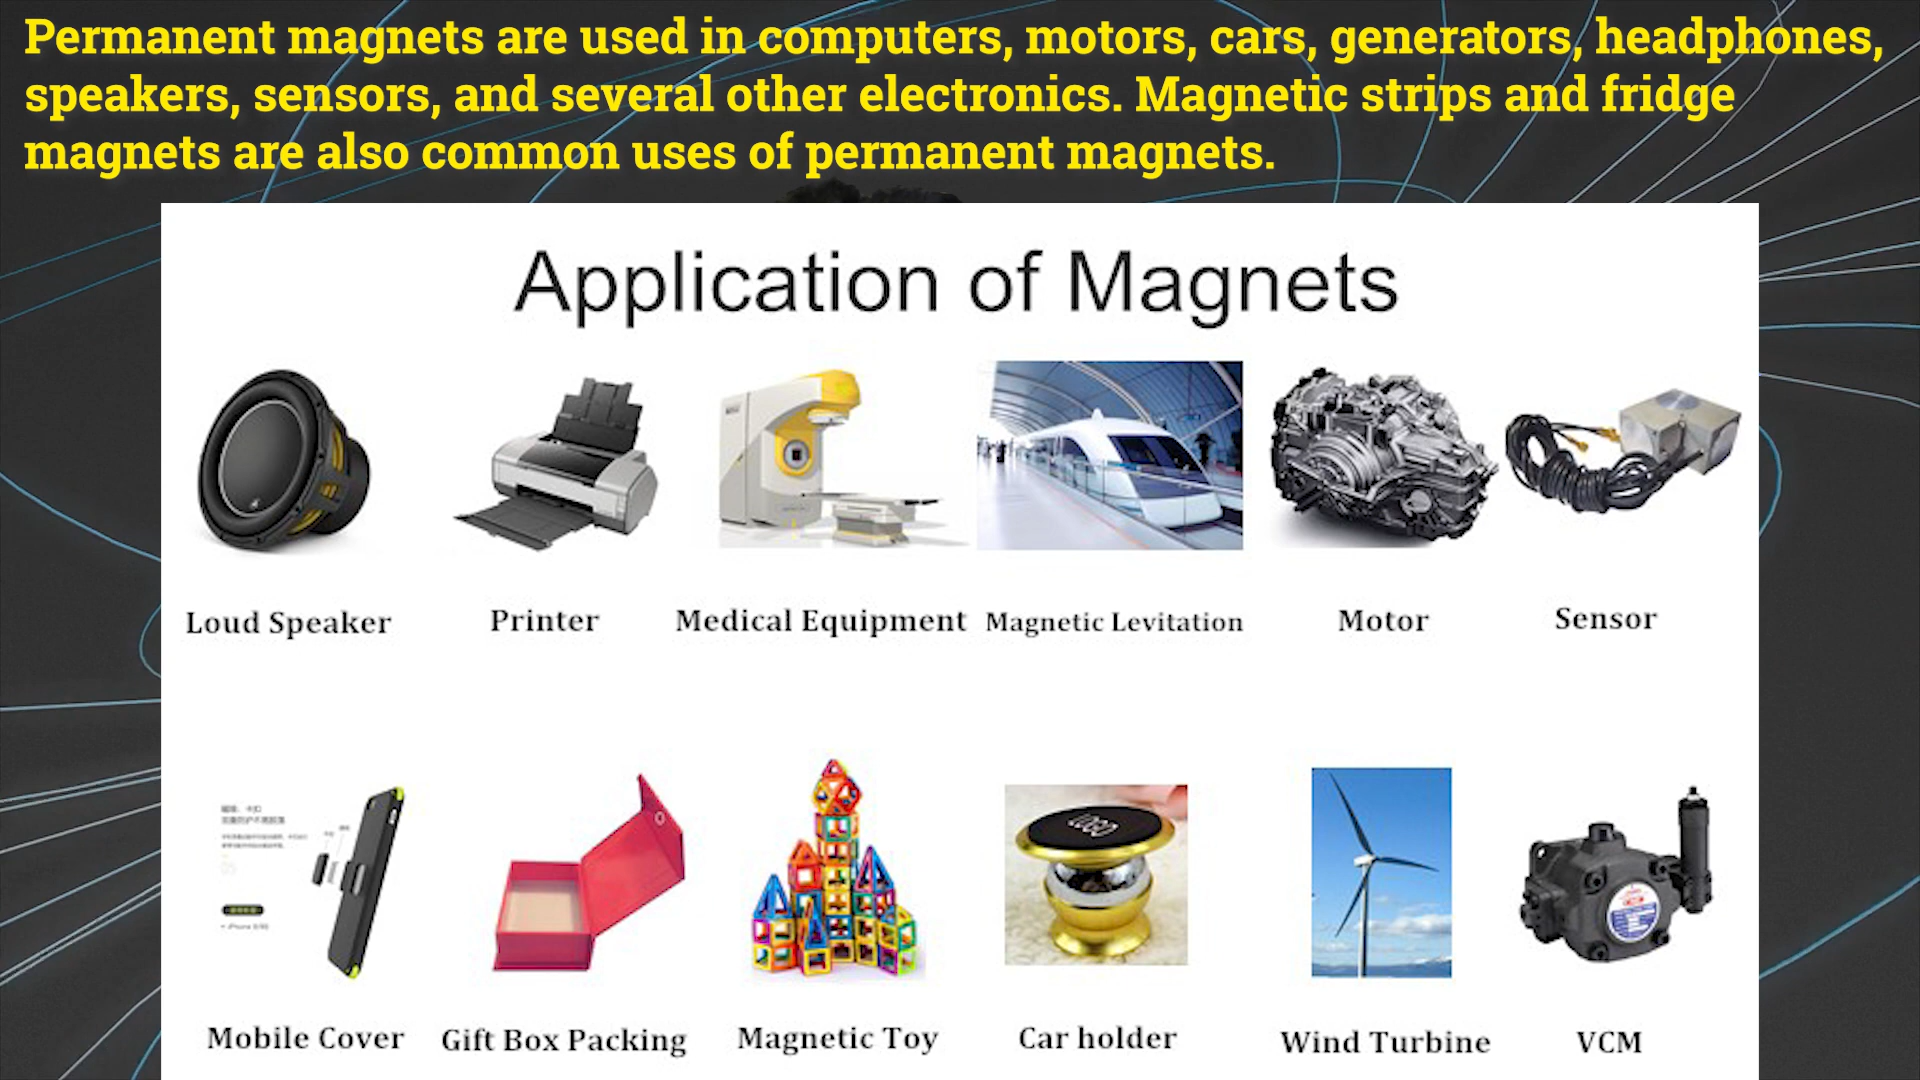 Permanent magnets are used in computers, motors, cars, generators, headphones,
speakers, sensors, and several other electronics. Magnetic strips and fridge
magnets are also common uses of permanent magnets.
Application of Magnets
Loud Speaker
Printer
Medical Equipment
Magnetic Levitation
Motor
Sensor
LOGO
Mobile Cover
Gift Box Packing
Magnetic Toy
Car holder
Wind Turbine
VCM